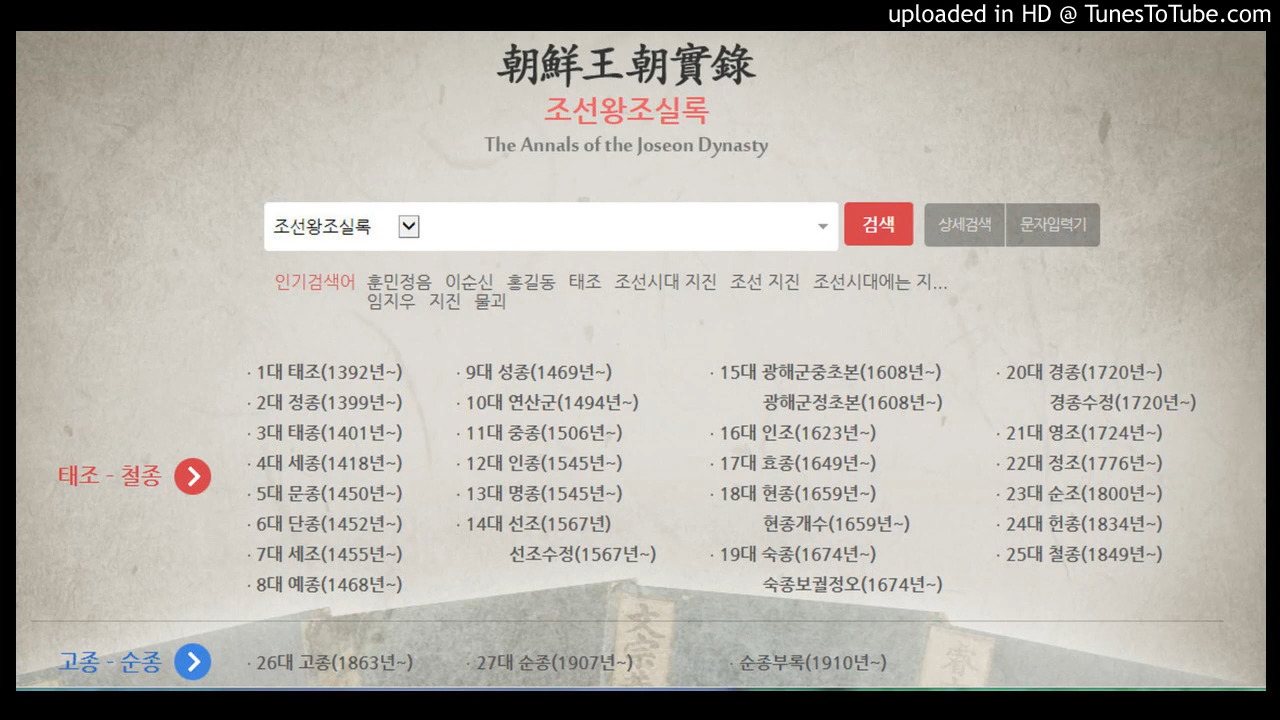 uploaded in HD @ TunesToTube.com
朝鮮王朝實錄
조선왕조실록
The Annals of the Joseon Dynasty
조선왕조실록
검색
상세검색
문자입력기
인기검색어 훈민정음 이순신 홍길동 태조 조선시대 지진 조선 지진 조선시대에는 지...
임지우 지진 물괴
태조 - 철종
· 1대 태조(1392년~)
· 2대 정종(1399년~)
· 3대 태종(1401년~)
· 4대 세종(1418년~)
· 5대 문종(1450년~)
· 6대 단종(1452년~)
· 7대 세조(1455년~)
· 8대 예종(1468년~)
· 9대 성종(1469년~)
· 10대 연산군(1494년~)
· 11대 중종(1506년~)
· 12대 인종(1545년~)
· 13대 명종(1545년~)
· 14대 선조(1567년)
선조수정(1567년~)
· 15대 광해군중초본(1608년~)
광해군정초본(1608년~)
· 16대 인조(1623년~)
· 17대 효종(1649년~)
· 18대 현종(1659년~)
현종개수(1659년~)
· 19대 숙종(1674년~)
숙종보궐정오(1674년~)
· 20대 경종(1720년~)
경종수정(1720년~)
· 21대 영조(1724년~)
· 22대 정조(1776년~)
· 23대 순조(1800년~)
· 24대 헌종(1834년~)
· 25대 철종(1849년~)
고종 - 순종
· 26대 고종(1863년~)
· 27대 순종(1907년~)
· 순종부록(1910년~)
文宗